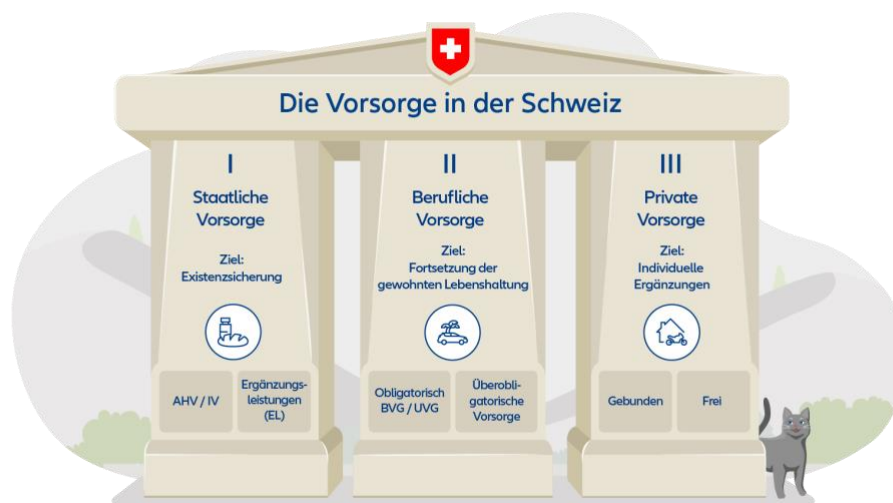 Die Vorsorge in der Schweiz
I
Staatliche
Vorsorge
Ziel:
Existenzsicherung
AHV / IV
Ergänzungs-
leistungen
(EL)
II
Berufliche
Vorsorge
Ziel:
Fortsetzung der
gewohnten Lebenshaltung
Obligatorisch
BVG / UVG
Überobli-
gatorische
Vorsorge
III
Private
Vorsorge
Ziel:
Individuelle
Ergänzungen
Gebunden
Frei